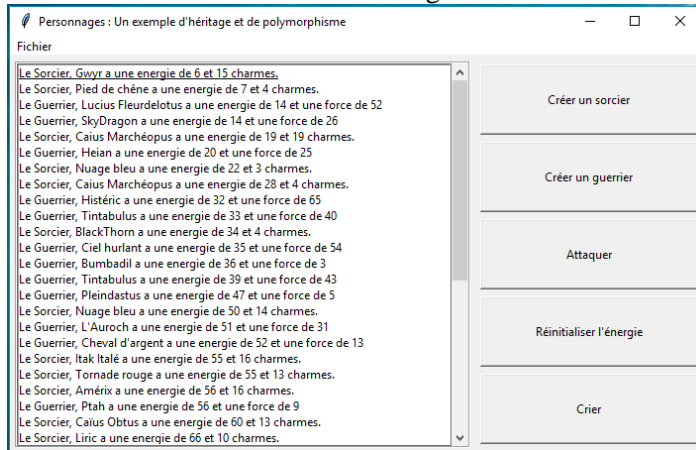 Personnages : Un exemple d'héritage et de polymorphisme
Fichier
Le Sorcier, Gwyr a une energie de 6 et 15 charmes.
Le Sorcier, Pied de chêne a une energie de 7 et 4 charmes.
Le Guerrier, Lucius Fleurdelotus a une energie de 14 et une force de 52
Le Guerrier, SkyDragon a une energie de 14 et une force de 26
Le Sorcier, Caius Marchéopus a une energie de 19 et 19 charmes.
Le Guerrier, Heian a une energie de 20 et une force de 25
Le Sorcier, Nuage bleu a une energie de 22 et 3 charmes.
Le Sorcier, Caius Marchéopus a une energie de 28 et 4 charmes.
Le Guerrier, Histéric a une energie de 32 et une force de 65
Le Guerrier, Tintabulus a une energie de 33 et une force de 40
Le Sorcier, BlackThorn a une energie de 34 et 4 charmes.
Le Guerrier, Ciel hurlant a une energie de 35 et une force de 54
Le Guerrier, Bumbadil a une energie de 36 et une force de 3
Le Guerrier, Tintabulus a une energie de 39 et une force de 43
Le Guerrier, Pleindastus a une energie de 47 et une force de 5
Le Sorcier, Nuage bleu a une energie de 50 et 14 charmes.
Le Guerrier, L'Auroch a une energie de 51 et une force de 31
Le Guerrier, Cheval d'argent a une energie de 52 et une force de 13
Le Sorcier, Itak Italé a une energie de 55 et 16 charmes.
Le Sorcier, Tornade rouge a une energie de 55 et 13 charmes.
Le Sorcier, Amérix a une energie de 56 et 16 charmes.
Le Guerrier, Ptah a une energie de 56 et une force de 9
Le Sorcier, Caïus Obtus a une energie de 60 et 13 charmes.
Le Sorcier, Liric a une energie de 66 et 10 charmes.
Créer un sorcier
Créer un guerrier
Attaquer
Réinitialiser l'énergie
Crier